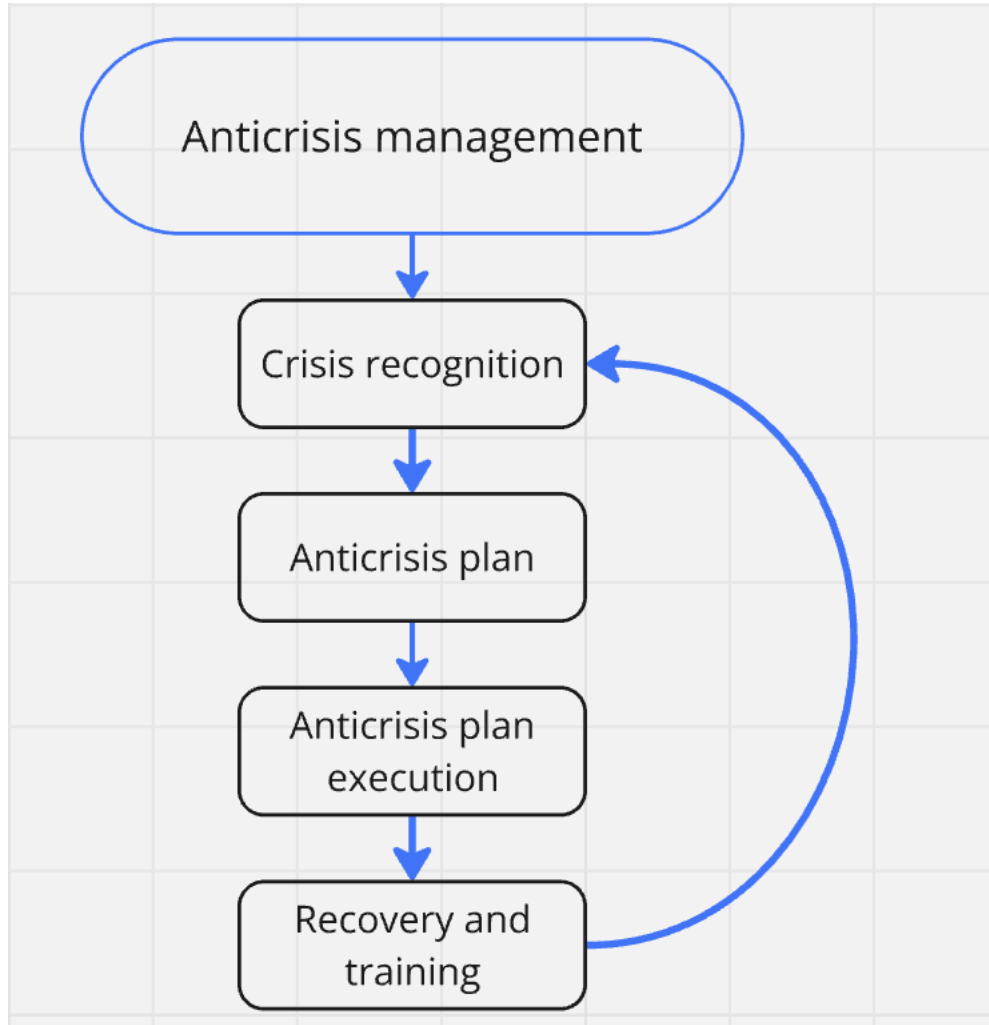 Anticrisis management
Crisis recognition
Anticrisis plan
Anticrisis plan
execution
Recovery and
training